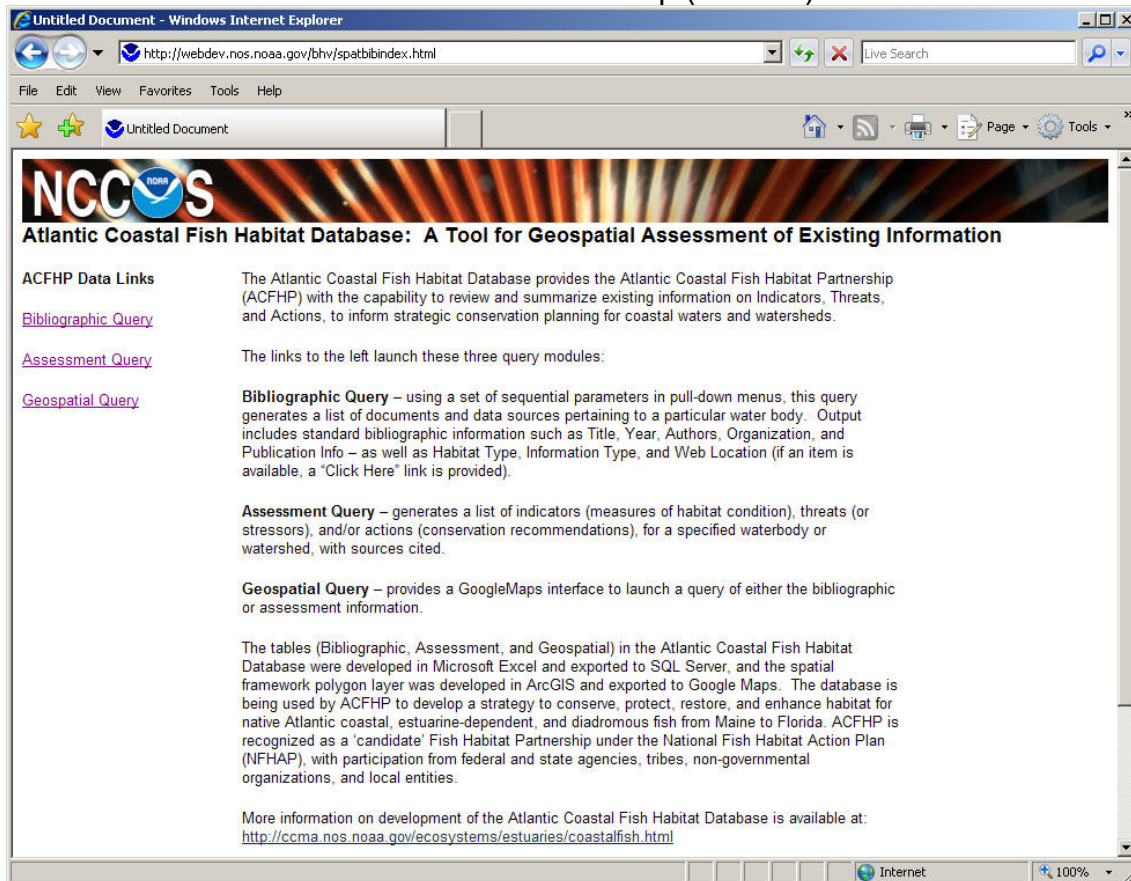 Untitled Document - Windows Internet Explorer
http://webdev.nos.noaa.gov/bhv/spatbibindex.html
Live Search
File Edit View Favorites Tools Help
Untitled Document
Page
Tools
NCCOS
NOAA
Atlantic Coastal Fish Habitat Database: A Tool for Geospatial Assessment of Existing Information
ACFHP Data Links
Bibliographic Query
Assessment Query
Geospatial Query
The Atlantic Coastal Fish Habitat Database provides the Atlantic Coastal Fish Habitat Partnership
(ACFHP) with the capability to review and summarize existing information on Indicators, Threats,
and Actions, to inform strategic conservation planning for coastal waters and watersheds.
The links to the left launch these three query modules:
Bibliographic Query – using a set of sequential parameters in pull-down menus, this query
generates a list of documents and data sources pertaining to a particular water body. Output
includes standard bibliographic information such as Title, Year, Authors, Organization, and
Publication Info – as well as Habitat Type, Information Type, and Web Location (if an item is
available, a “Click Here” link is provided).
Assessment Query – generates a list of indicators (measures of habitat condition), threats (or
stressors), and/or actions (conservation recommendations), for a specified waterbody or
watershed, with sources cited.
Geospatial Query – provides a GoogleMaps interface to launch a query of either the bibliographic
or assessment information.
The tables (Bibliographic, Assessment, and Geospatial) in the Atlantic Coastal Fish Habitat
Database were developed in Microsoft Excel and exported to SQL Server, and the spatial
framework polygon layer was developed in ArcGIS and exported to Google Maps. The database is
being used by ACFHP to develop a strategy to conserve, protect, restore, and enhance habitat for
native Atlantic coastal, estuarine-dependent, and diadromous fish from Maine to Florida. ACFHP is
recognized as a ‘candidate’ Fish Habitat Partnership under the National Fish Habitat Action Plan
(NFHAP), with participation from federal and state agencies, tribes, non-governmental
organizations, and local entities.
More information on development of the Atlantic Coastal Fish Habitat Database is available at:
http://ccma.nos.noaa.gov/ecosystems/estuaries/coastalfish.html
Internet
100%